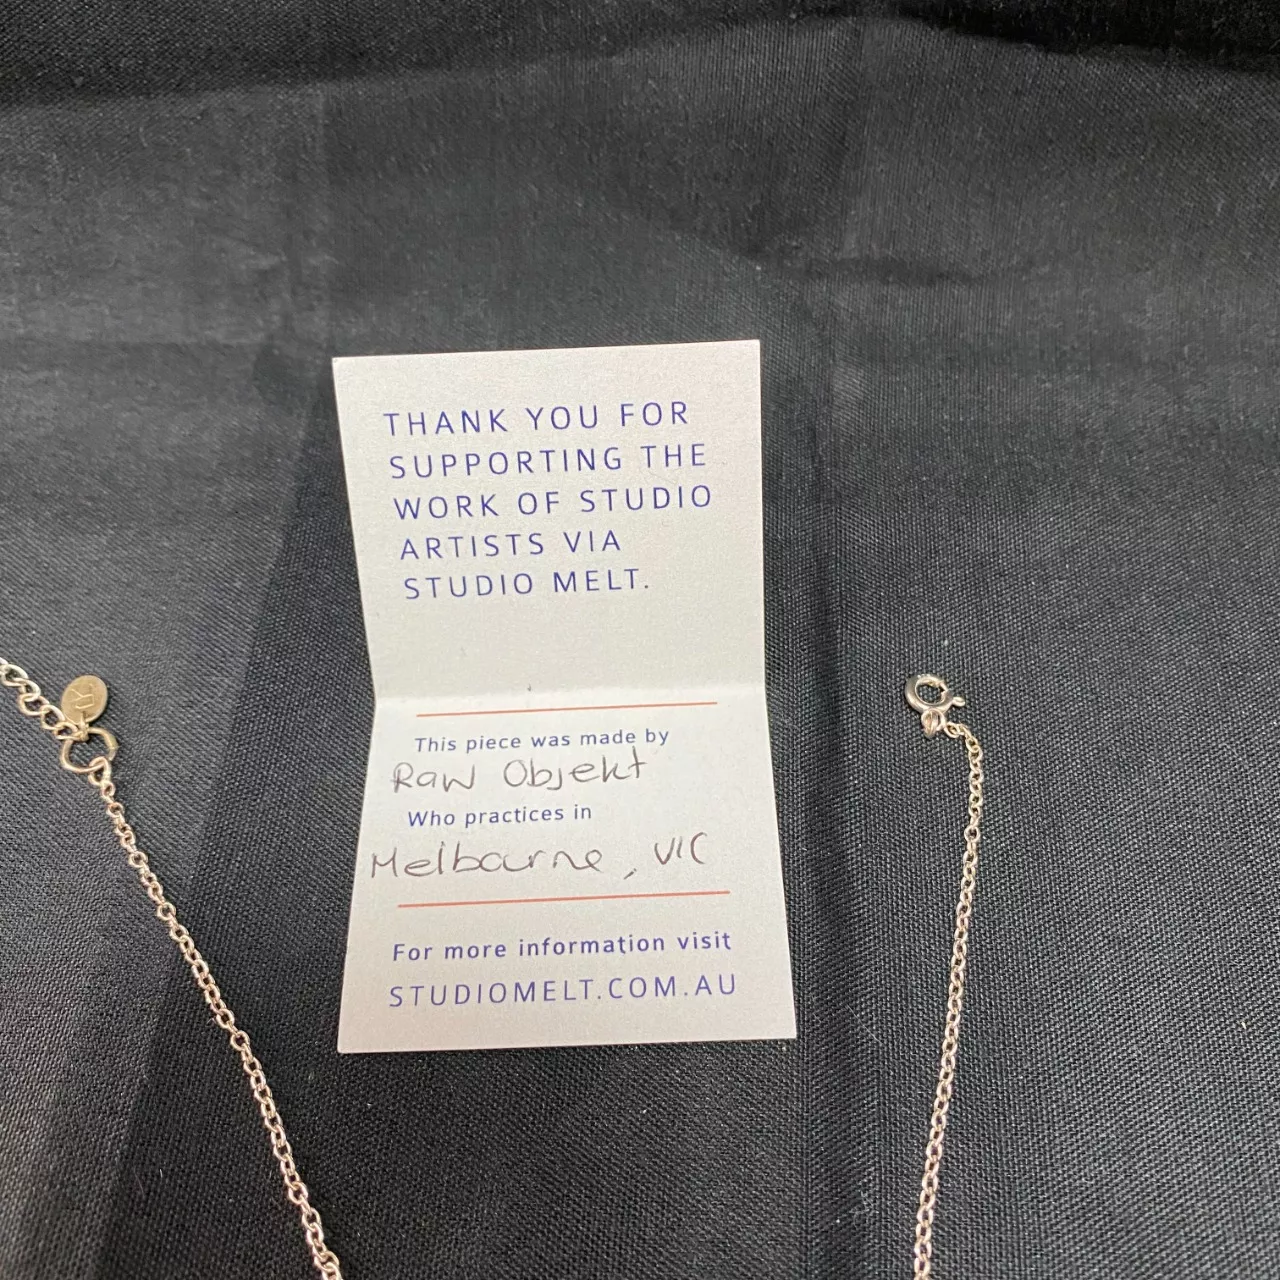 THANK YOU FOR
SUPPORTING THE
WORK OF STUDIO
ARTISTS VIA
STUDIO MELT.
This piece was made by
Raw Objekt
Who practices in
Melbourne, VIC
For more information visit
STUDIOMELT.COM.AU